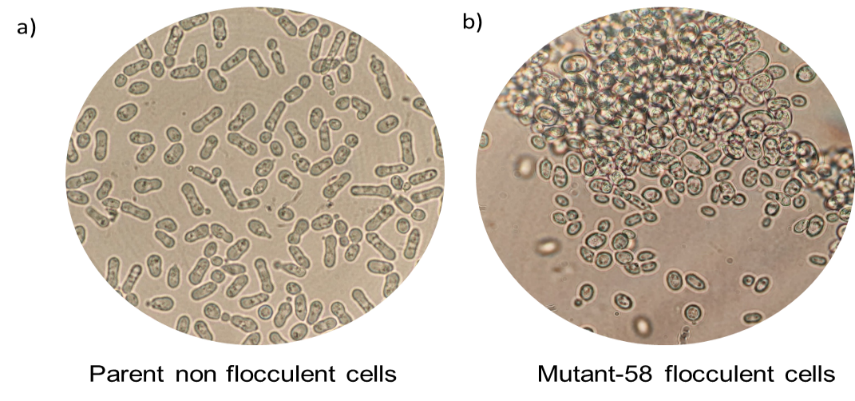 a)
b)
Parent non flocculent cells
Mutant-58 flocculent cells